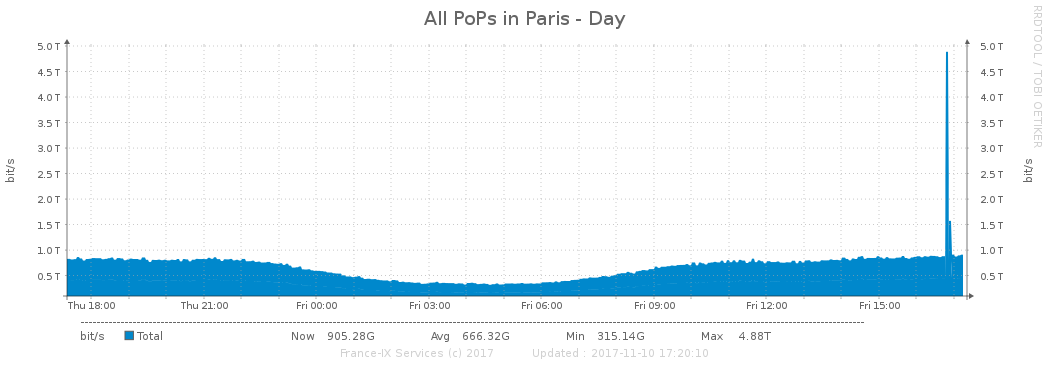 All PoPs in Paris - Day
RRDTOOL / TOBI OETIKER
5.0 T 5.0 T
4.5 T 4.5 T
4.0 T 4.0 T
3.5 T 3.5 T
3.0 T 3.0 T
2.5 T 2.5 T
2.0 T 2.0 T
1.5 T 1.5 T
1.0 T 1.0 T
0.5 T 0.5 T
bit/s
bit/s
Thu 18:00 Thu 21:00 Fri 00:00 Fri 03:00 Fri 06:00 Fri 09:00 Fri 12:00 Fri 15:00
bit/s Total Now 905.28G Avg 666.32G Min 315.14G Max 4.88T
France-IX Services (c) 2017 Updated : 2017-11-10 17:20:10